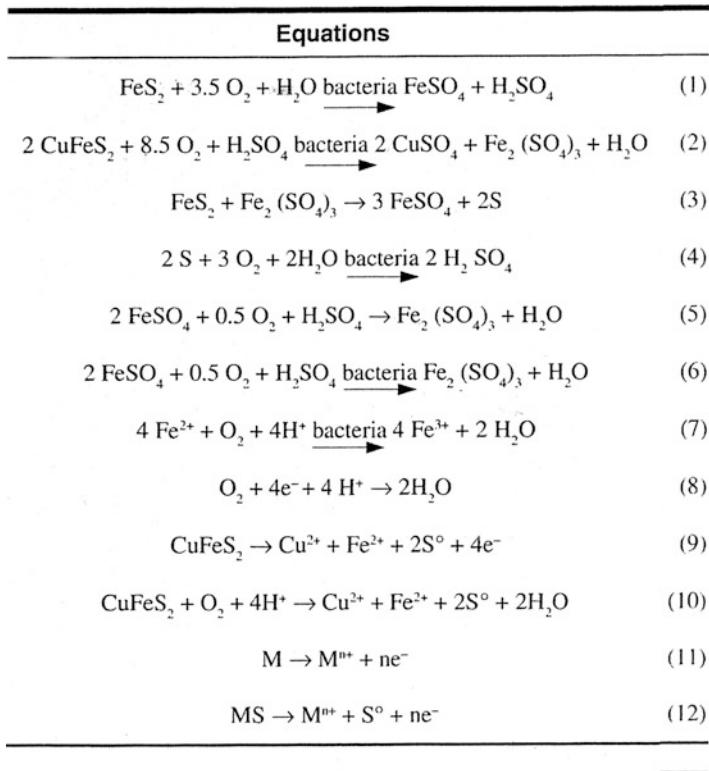 Equations
FeS₂ + 3.5 O₂ + H₂O bacteria FeSO₄ + H₂SO₄ (1)
2 CuFeS₂ + 8.5 O₂ + H₂SO₄ bacteria 2 CuSO₄ + Fe₂ (SO₄)₃ + H₂O (2)
FeS₂ + Fe₂ (SO₄)₃ → 3 FeSO₄ + 2S (3)
2 S + 3 O₂ + 2H₂O bacteria 2 H₂ SO₄ (4)
2 FeSO₄ + 0.5 O₂ + H₂SO₄ → Fe₂ (SO₄)₃ + H₂O (5)
2 FeSO₄ + 0.5 O₂ + H₂SO₄ bacteria Fe₂ (SO₄)₃ + H₂O (6)
4 Fe²⁺ + O₂ + 4H⁺ bacteria 4 Fe³⁺ + 2 H₂O (7)
O₂ + 4e⁻ + 4 H⁺ → 2H₂O (8)
CuFeS₂ → Cu²⁺ + Fe²⁺ + 2S° + 4e⁻ (9)
CuFeS₂ + O₂ + 4H⁺ → Cu²⁺ + Fe²⁺ + 2S° + 2H₂O (10)
M → Mⁿ⁺ + ne⁻ (11)
MS → Mⁿ⁺ + S° + ne⁻ (12)